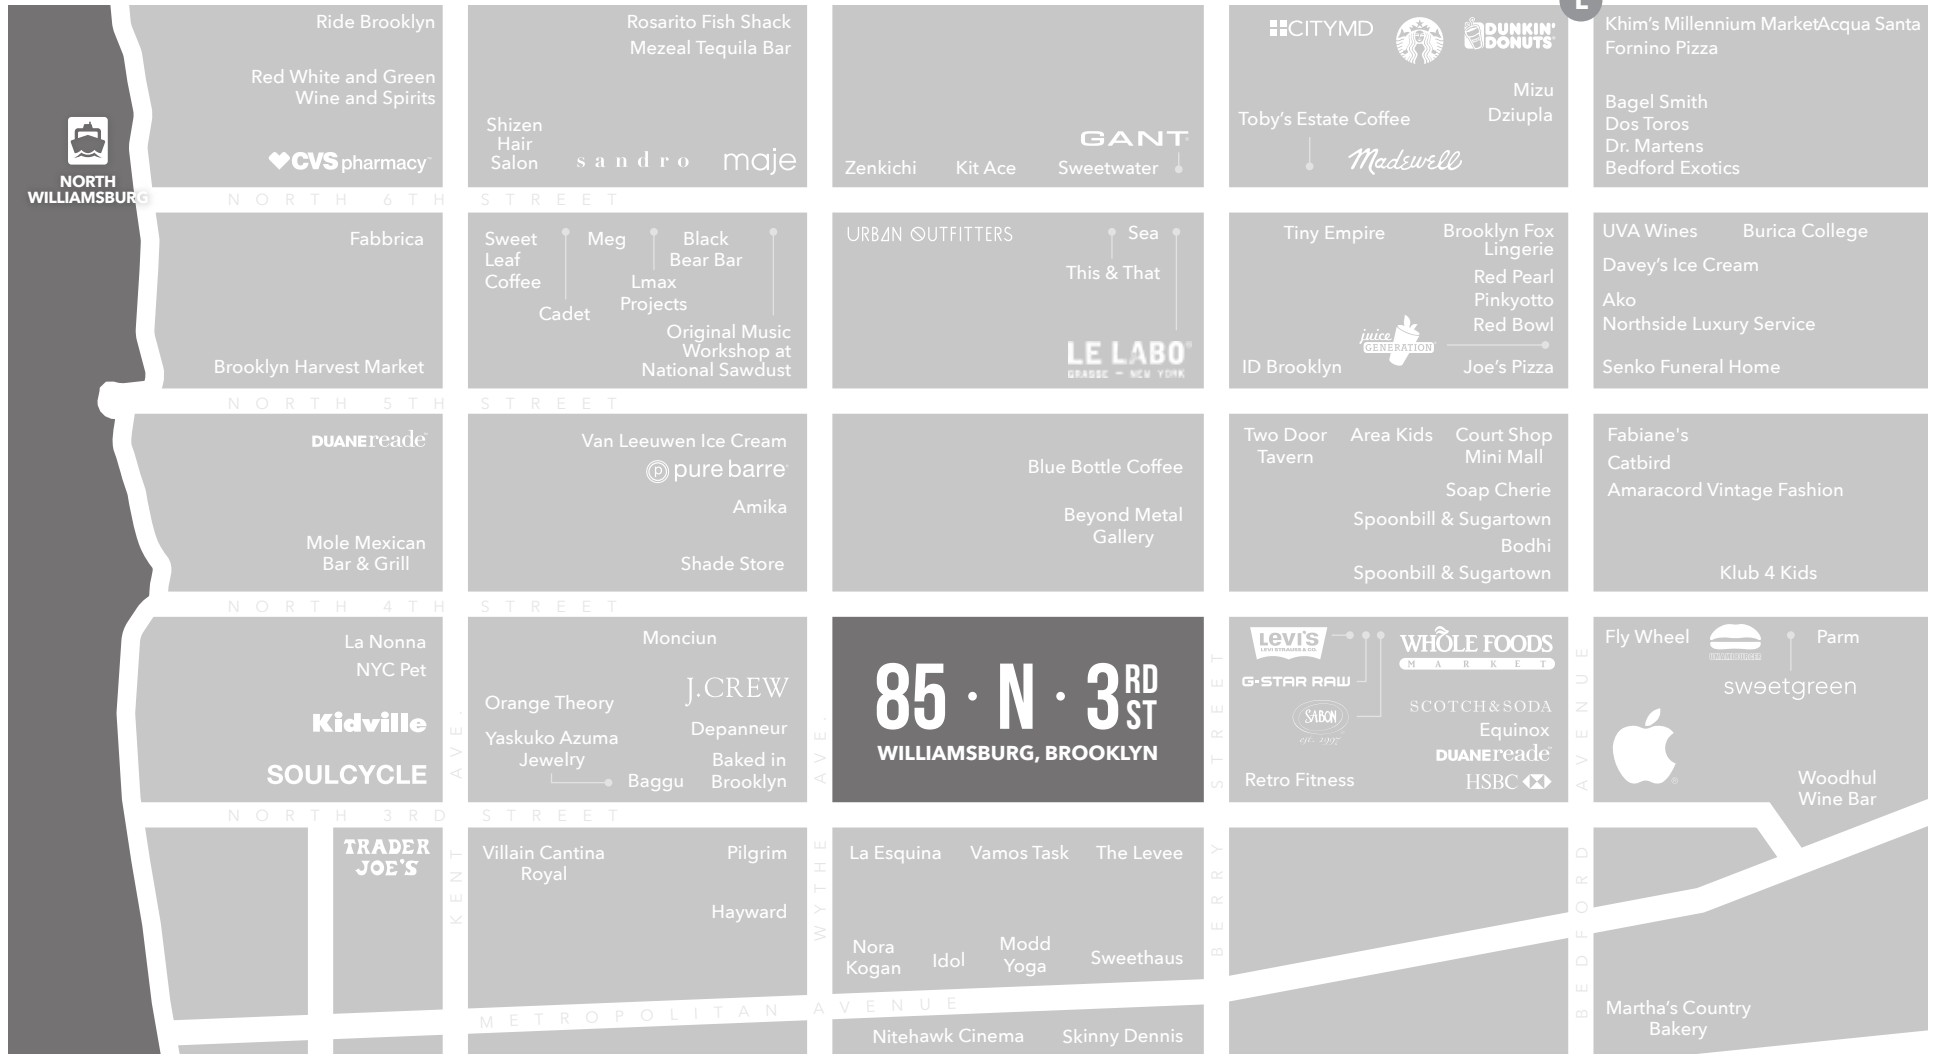 L
Ride Brooklyn
Red White and Green
Wine and Spirits
CVS pharmacy
NORTH
WILLIAMSBURG
Rosarito Fish Shack
Mezeal Tequila Bar
Shizen
Hair
Salon
sandro
maje
GANT
Zenkichi
Kit Ace
Sweetwater
CITYMD
DUNKIN'
DONUTS
Mizu
Dziupla
Toby's Estate Coffee
Madewell
Khim's Millennium MarketAcqua Santa
Fornino Pizza
Bagel Smith
Dos Toros
Dr. Martens
Bedford Exotics
NORTH 6TH STREET
Fabbrica
Brooklyn Harvest Market
Sweet
Leaf
Coffee
Meg
Black
Bear Bar
Lmax
Projects
Cadet
Original Music
Workshop at
National Sawdust
URBAN OUTFITTERS
Sea
This & That
LE LABO
GRASSE – NEW YORK
Tiny Empire
Brooklyn Fox
Lingerie
Red Pearl
Pinkyotto
Red Bowl
juice
GENERATION
ID Brooklyn
Joe's Pizza
UVA Wines
Burica College
Davey's Ice Cream
Ako
Northside Luxury Service
Senko Funeral Home
NORTH 5TH STREET
DUANEreade
Mole Mexican
Bar & Grill
Van Leeuwen Ice Cream
p pure barre
Amika
Shade Store
Blue Bottle Coffee
Beyond Metal
Gallery
Two Door
Tavern
Area Kids
Court Shop
Mini Mall
Soap Cherie
Spoonbill & Sugartown
Bodhi
Spoonbill & Sugartown
Fabiane's
Catbird
Amaracord Vintage Fashion
Klub 4 Kids
NORTH 4TH STREET
La Nonna
NYC Pet
Kidville
SOULCYCLE
Monciun
J.CREW
Orange Theory
Depanneur
Yaskuko Azuma
Jewelry
Baggu
Baked in
Brooklyn
85 · N · 3RD ST
WILLIAMSBURG, BROOKLYN
LEVI'S
LEVI STRAUSS & CO.
G-STAR RAW
SABON
est. 1997
WHOLE FOODS
MARKET
SCOTCH&SODA
Equinox
DUANEreade
HSBC
Retro Fitness
Fly Wheel
UMAMIBURGER
Parm
sweetgreen
Woodhul
Wine Bar
NORTH 3RD STREET
TRADER
JOE'S
Villain Cantina
Royal
Pilgrim
Hayward
La Esquina
Vamos Task
The Levee
Nora
Kogan
Idol
Modd
Yoga
Sweethaus
KENT AVE.
WYTHE AVE.
BERRY STREET
BEDFORD AVENUE
METROPOLITAN AVENUE
Nitehawk Cinema
Skinny Dennis
Martha's Country
Bakery